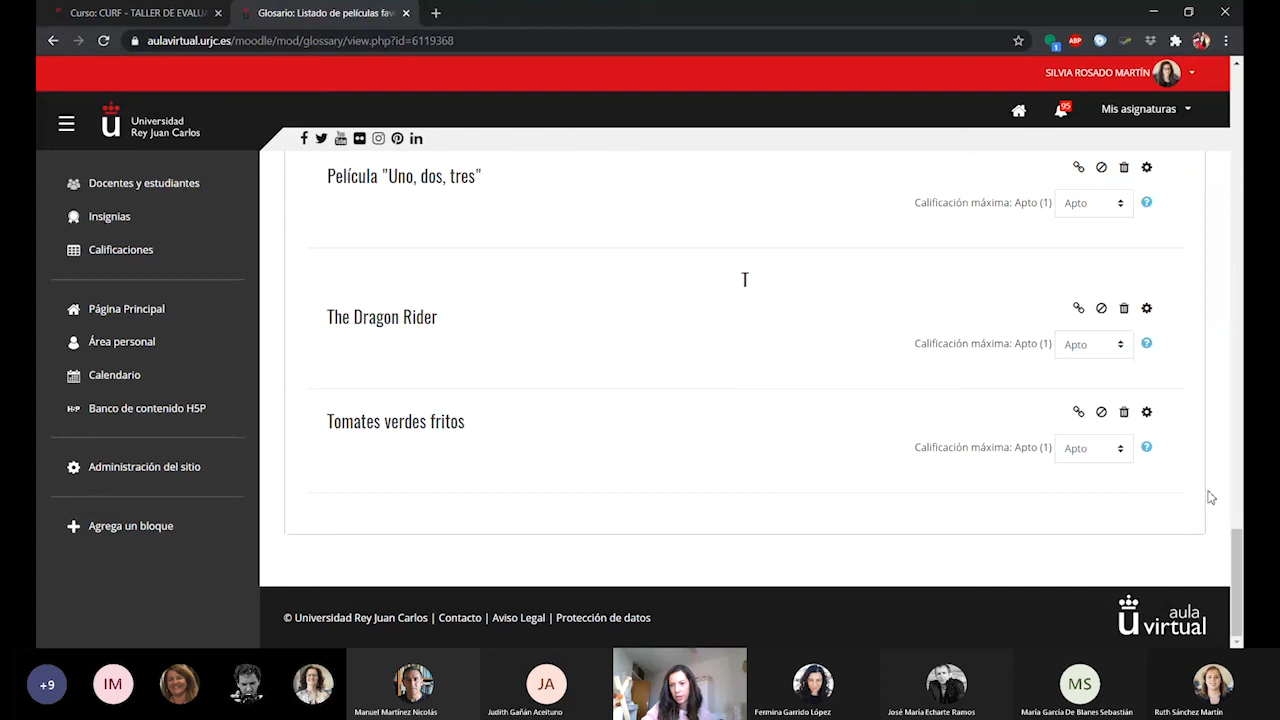 Curso: CURF - TALLER DE EVALUA
Glosario: Listado de películas fav
aulavirtual.urjc.es/moodle/mod/glossary/view.php?id=6119368
1
ABP
SILVIA ROSADO MARTÍN
u
Universidad
Rey Juan Carlos
95
Mis asignaturas
Docentes y estudiantes
Insignias
Calificaciones
Página Principal
Área personal
Calendario
H5P Banco de contenido H5P
Administración del sitio
Agrega un bloque
Película "Uno, dos, tres"
Calificación máxima: Apto (1) Apto
T
The Dragon Rider
Calificación máxima: Apto (1) Apto
Tomates verdes fritos
Calificación máxima: Apto (1) Apto
© Universidad Rey Juan Carlos | Contacto | Aviso Legal | Protección de datos
aula
u virtual
+9
IM
Manuel Martínez Nicolás
JA
Judith Gañán Aceituno
Fermina Garrido López
José María Echarte Ramos
MS
María García De Blanes Sebastián
Ruth Sánchez Martín